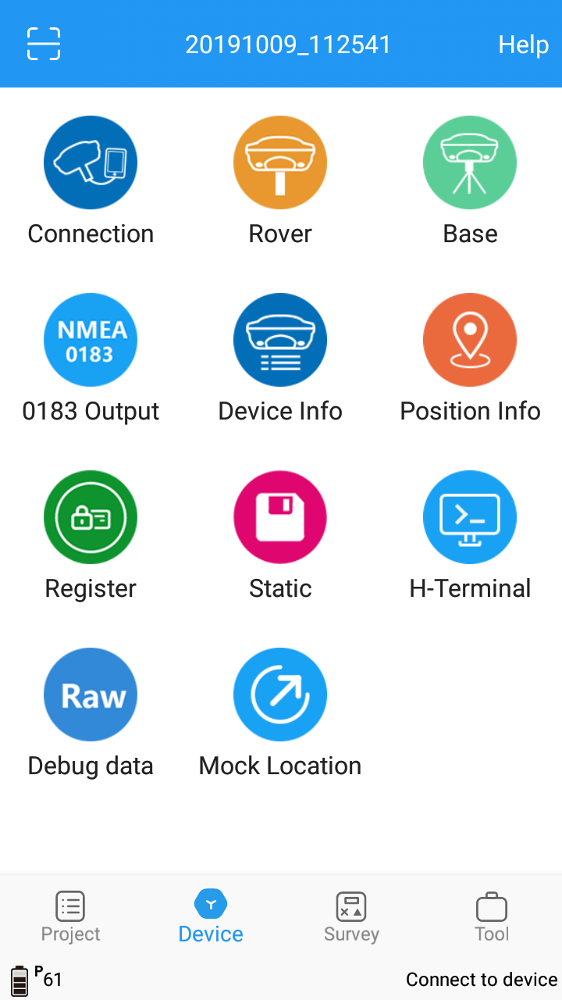 20191009_112541
Help
Connection
Rover
Base
NMEA
0183
0183 Output
Device Info
Position Info
Register
Static
H-Terminal
Raw
Debug data
Mock Location
Project
Device
Survey
Tool
P
61
Connect to device